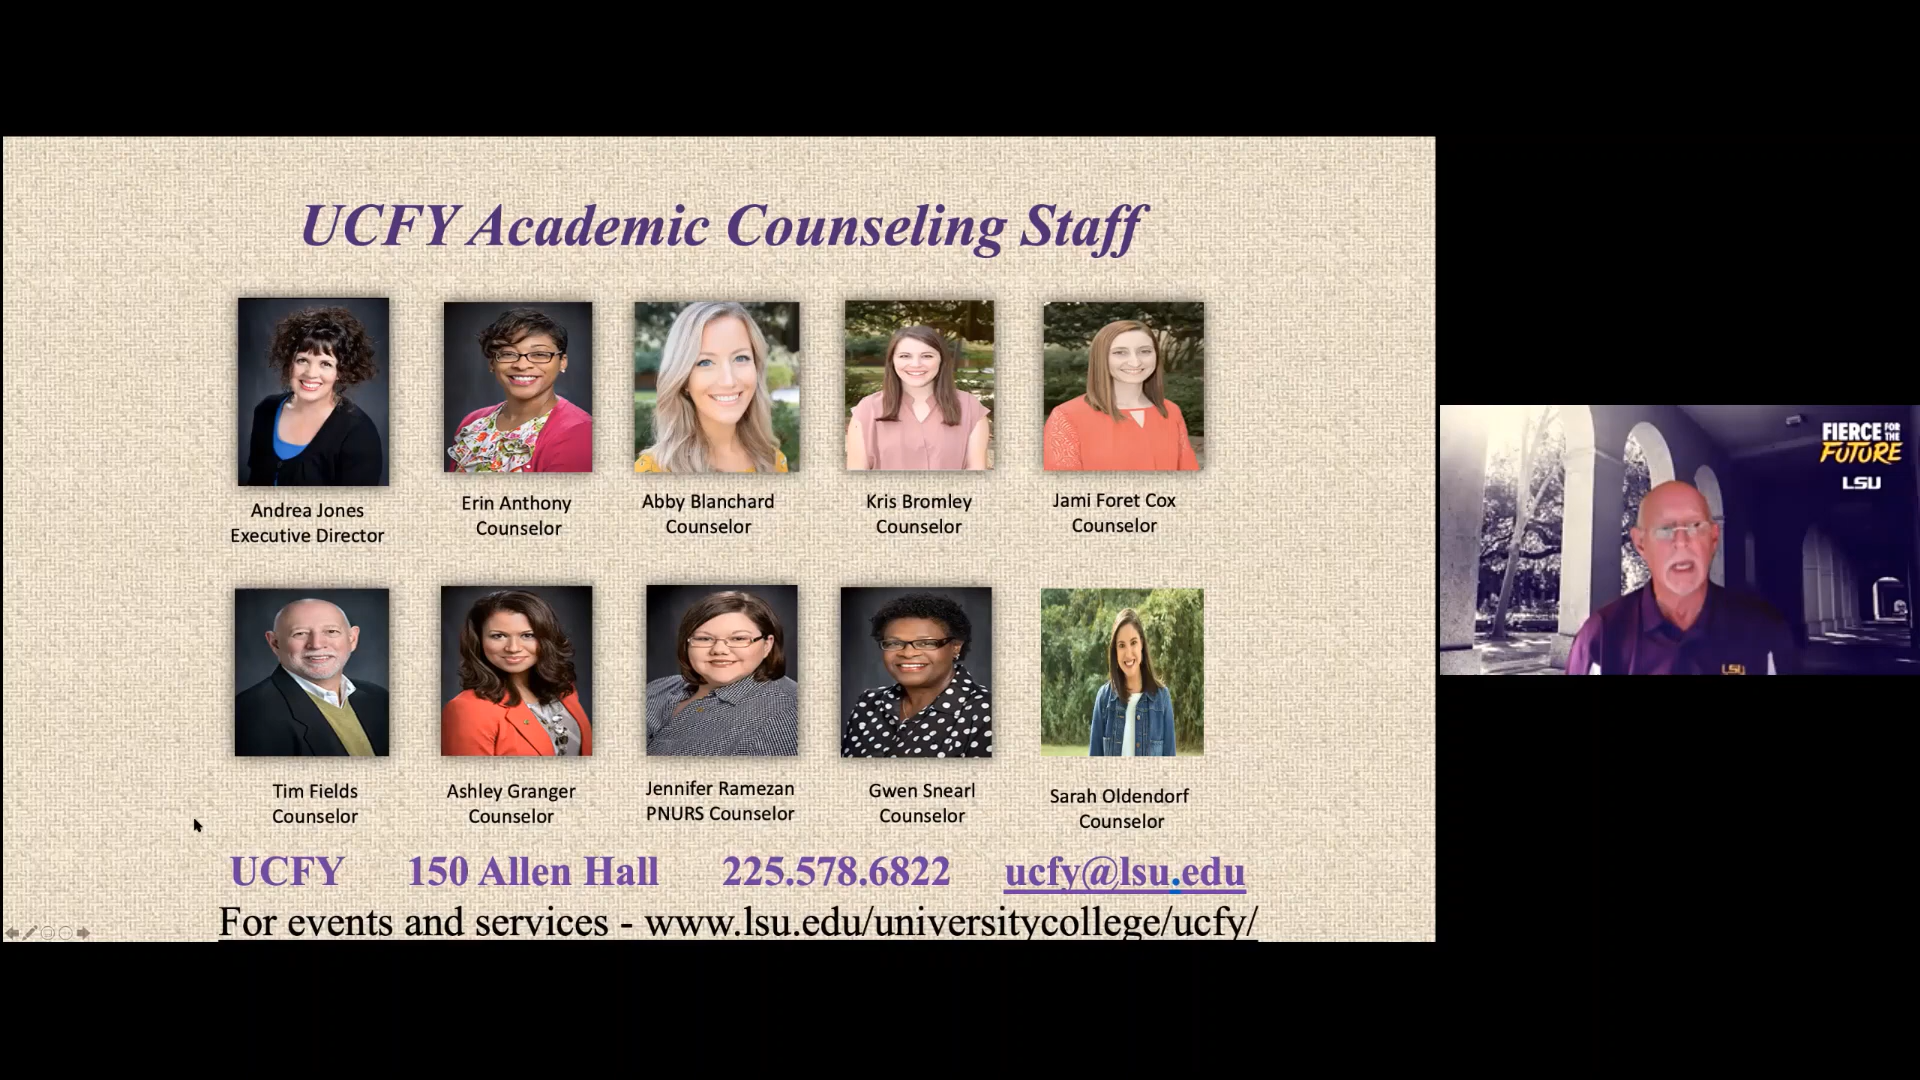 UCFY Academic Counseling Staff
Andrea Jones
Executive Director
Erin Anthony
Counselor
Abby Blanchard
Counselor
Kris Bromley
Counselor
Jami Foret Cox
Counselor
Tim Fields
Counselor
Ashley Granger
Counselor
Jennifer Ramezan
PNURS Counselor
Gwen Snearl
Counselor
Sarah Oldendorf
Counselor
UCFY 150 Allen Hall 225.578.6822 ucfy@lsu.edu
For events and services - www.lsu.edu/universitycollege/ucfy/
FIERCE FOR THE
FUTURE
LSU
LSU